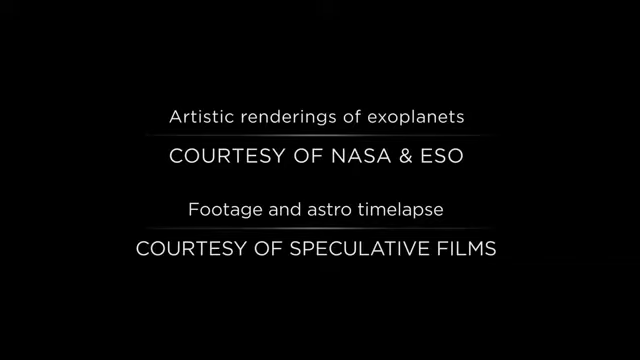 Artistic renderings of exoplanets
COURTESY OF NASA & ESO
Footage and astro timelapse
COURTESY OF SPECULATIVE FILMS